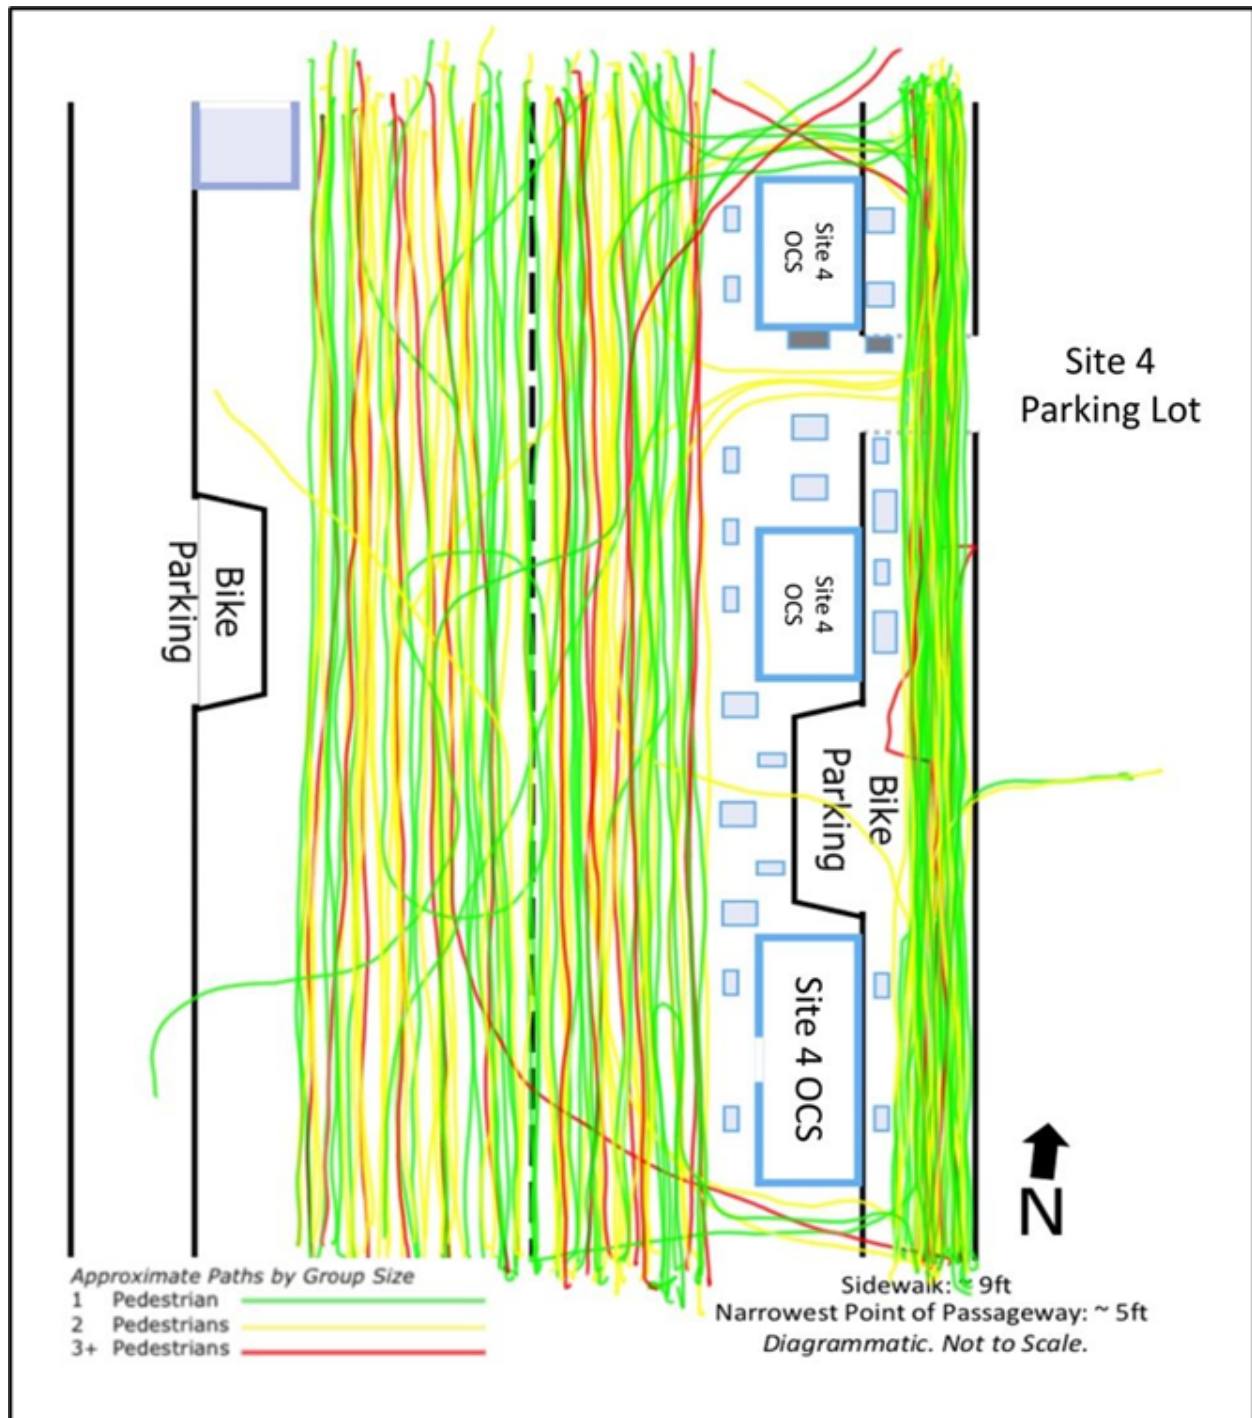 Site 4
OCS
Site 4
Parking Lot
Bike
Parking
Site 4
OCS
Bike
Parking
Site 4 OCS
N
Approximate Paths by Group Size
1 Pedestrian
2 Pedestrians
3+ Pedestrians
Sidewalk: ~ 9ft
Narrowest Point of Passageway: ~ 5ft
Diagrammatic. Not to Scale.